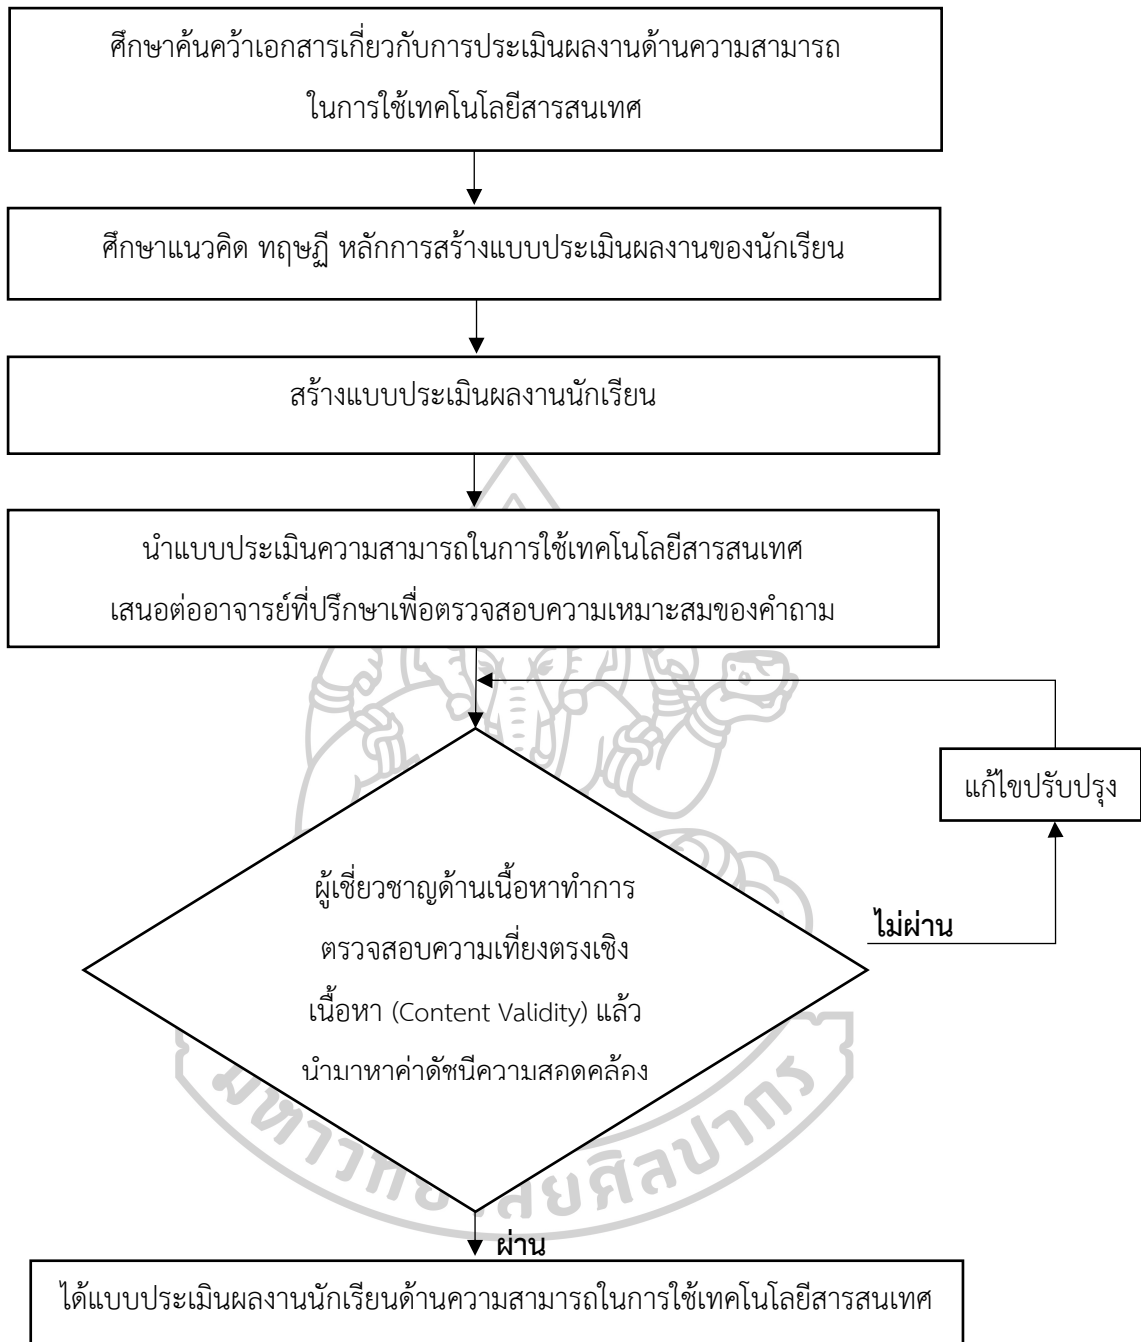 ศึกษาค้นคว้าเอกสารเกี่ยวกับการประเมินผลงานด้านความสามารถ
ในการใช้เทคโนโลยีสารสนเทศ
ศึกษาแนวคิด ทฤษฎี หลักการสร้างแบบประเมินผลงานของนักเรียน
สร้างแบบประเมินผลงานนักเรียน
นำแบบประเมินความสามารถในการใช้เทคโนโลยีสารสนเทศ
เสนอต่ออาจารย์ที่ปรึกษาเพื่อตรวจสอบความเหมาะสมของคำถาม
แก้ไขปรับปรุง
ผู้เชี่ยวชาญด้านเนื้อหาทำการ
ตรวจสอบความเที่ยงตรงเชิง
เนื้อหา (Content Validity) แล้ว
นำมาหาค่าดัชนีความสอดคล้อง
ไม่ผ่าน
มหาวิทยาลัยศิลปากร
ผ่าน
ได้แบบประเมินผลงานนักเรียนด้านความสามารถในการใช้เทคโนโลยีสารสนเทศ